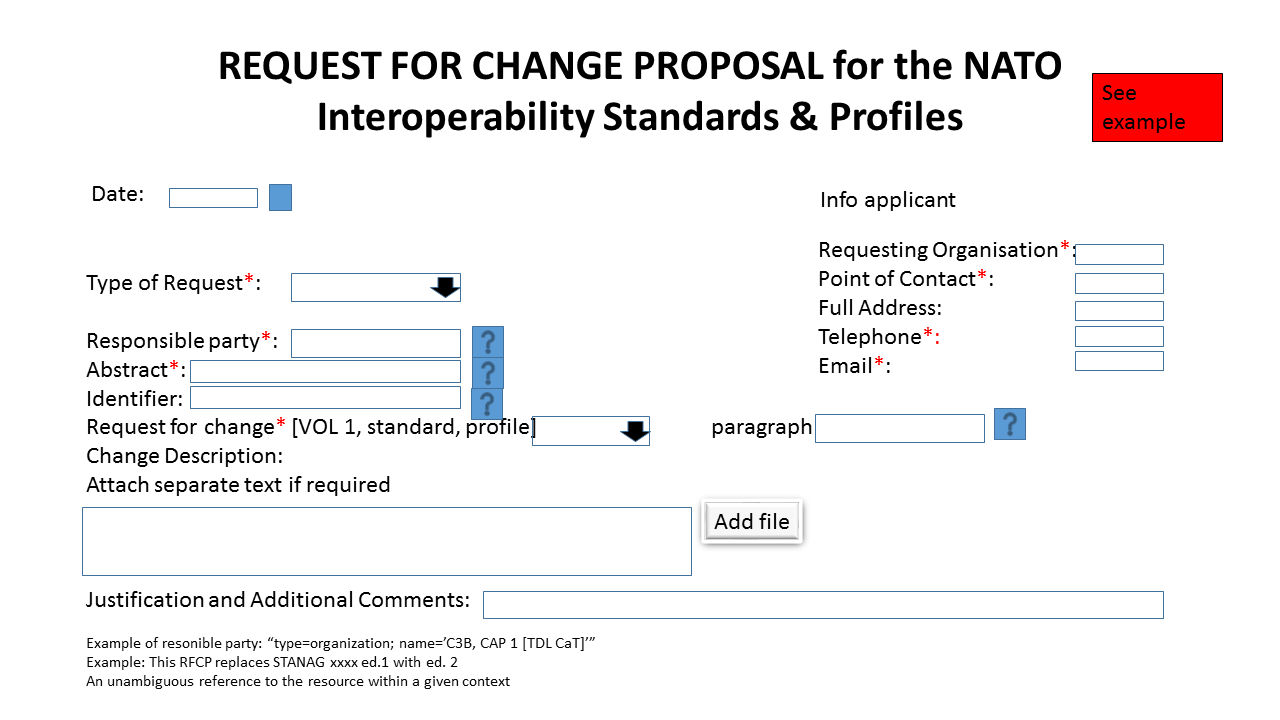 REQUEST FOR CHANGE PROPOSAL for the NATO
Interoperability Standards & Profiles
See
example
Date:
Info applicant
Requesting Organisation*:
Point of Contact*:
Full Address:
Telephone*:
Email*:
Type of Request*:
Responsible party*: ?
Abstract*: ?
Identifier: ?
Request for change* [VOL 1, standard, profile] paragraph ?
Change Description:
Attach separate text if required
Add file
Justification and Additional Comments:
Example of resonible party: “type=organization; name=’C3B, CAP 1 [TDL CaT]’”
Example: This RFCP replaces STANAG xxxx ed.1 with ed. 2
An unambiguous reference to the resource within a given context